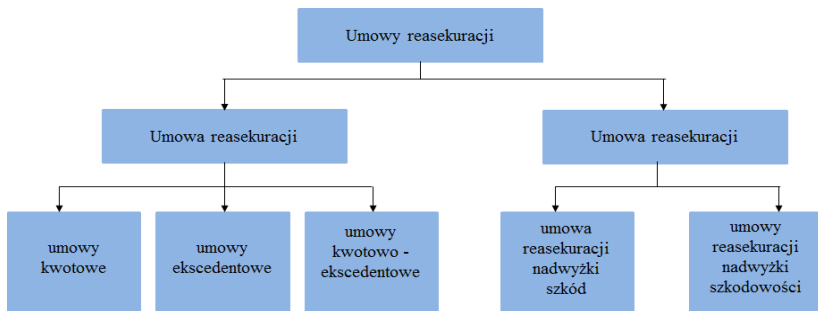 Umowy reasekuracji
Umowa reasekuracji
Umowa reasekuracji
umowy
kwotowe
umowy
ekscedentowe
umowy
kwotowo -
ekscedentowe
umowa
reasekuracji
nadwyżki
szkód
umowy
reasekuracji
nadwyżki
szkodowości